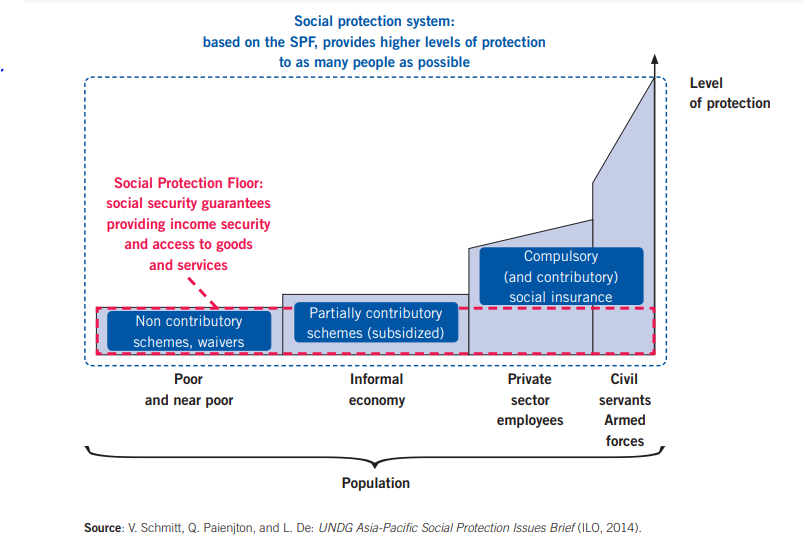 Social protection system:
based on the SPF, provides higher levels of protection
to as many people as possible
Level
of protection
Social Protection Floor:
social security guarantees
providing income security
and access to goods
and services
Compulsory
(and contributory)
social insurance
Partially contributory
schemes (subsidized)
Non contributory
schemes, waivers
Poor
and near poor
Informal
economy
Private
sector
employees
Civil
servants
Armed
forces
Population
Source: V. Schmitt, Q. Paienjton, and L. De: UNDG Asia-Pacific Social Protection Issues Brief (ILO, 2014).